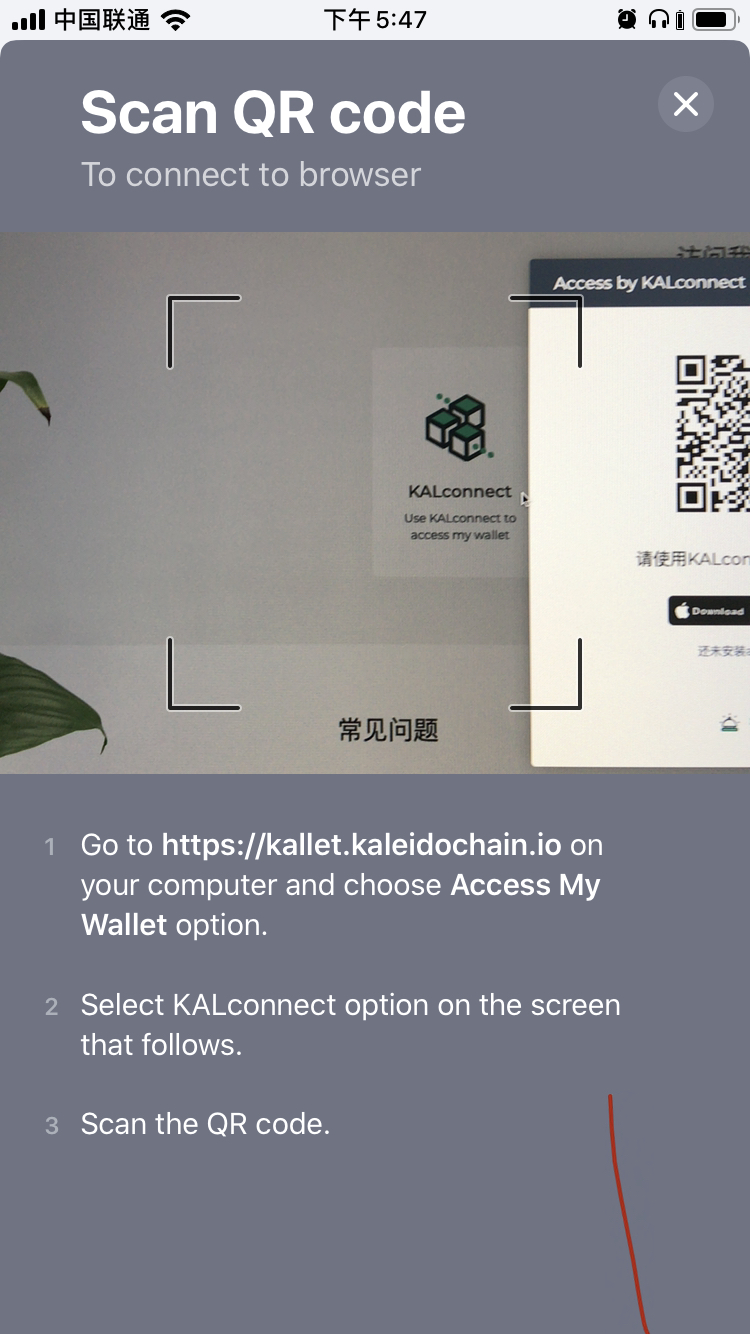 中国联通
下午5:47
Scan QR code
To connect to browser
访问我
Access by KALconnect
KALconnect
Use KALconnect to
access my wallet
请使用KALcon
Download
还未安装
常见问题
1 Go to https://kallet.kaleidochain.io on
your computer and choose Access My
Wallet option.
2 Select KALconnect option on the screen
that follows.
3 Scan the QR code.